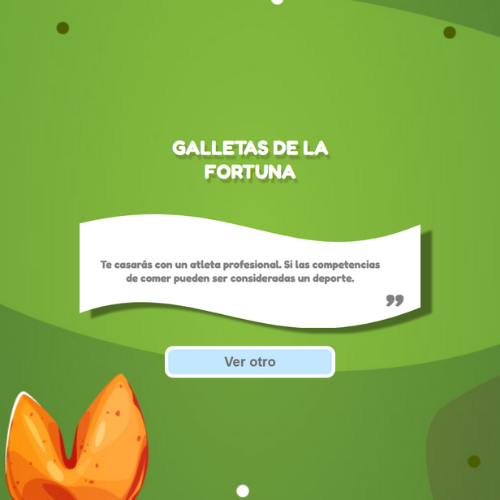 GALLETAS DE LA
FORTUNA
Te casarás con un atleta profesional. Si las competencias
de comer pueden ser consideradas un deporte.
”
Ver otro